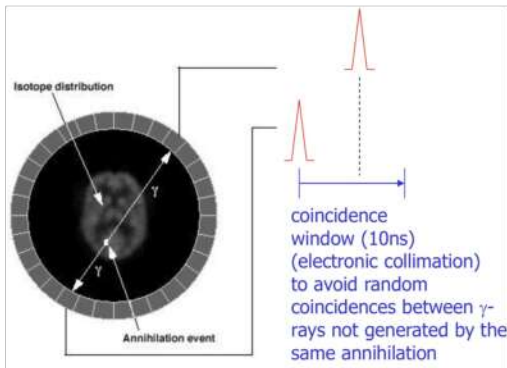 Isotope distribution
γ
γ
Annihilation event
coincidence
window (10ns)
(electronic collimation)
to avoid random
coincidences between γ-
rays not generated by the
same annihilation